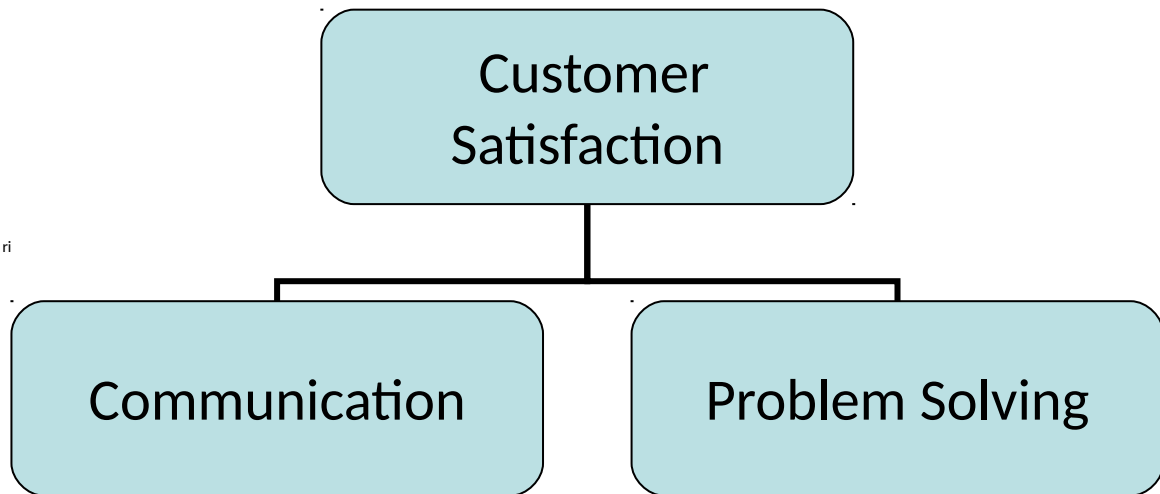 Customer
Satisfaction
ri
Communication
Problem Solving